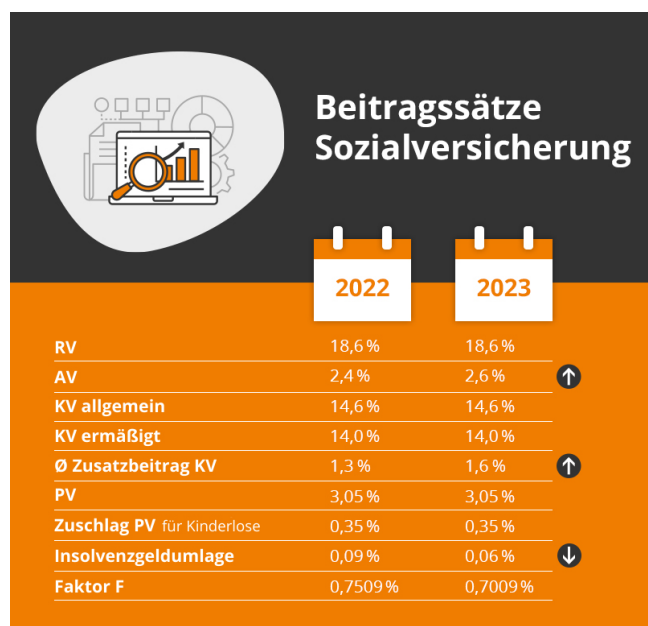 Beitragssätze
Sozialversicherung
2022 2023
RV 18,6 % 18,6 %
AV 2,4 % 2,6 %
KV allgemein 14,6 % 14,6 %
KV ermäßigt 14,0 % 14,0 %
Ø Zusatzbeitrag KV 1,3 % 1,6 %
PV 3,05 % 3,05 %
Zuschlag PV für Kinderlose 0,35 % 0,35 %
Insolvenzgeldumlage 0,09 % 0,06 %
Faktor F 0,7509 % 0,7009 %